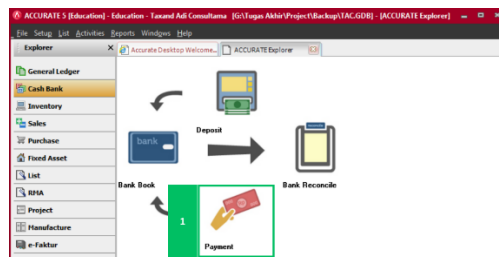 ACCURATE 5 [Education] - Education - Taxand Adi Comsultama [G:\Tugas Akhir\Project\Backup\TAC.GDB] - [ACCURATE Explorer]
File Setup List Activities Reports Windows Help
Explorer X Accurate Desktop Welcome... ACCURATE Explorer
General Ledger
Cash Bank
Inventory
Sales
Purchase
Fixed Asset
List
RMA
Project
Manufacture
e-Faktur
Deposit
bank
Bank Book
Bank Reconcile
1
Payment